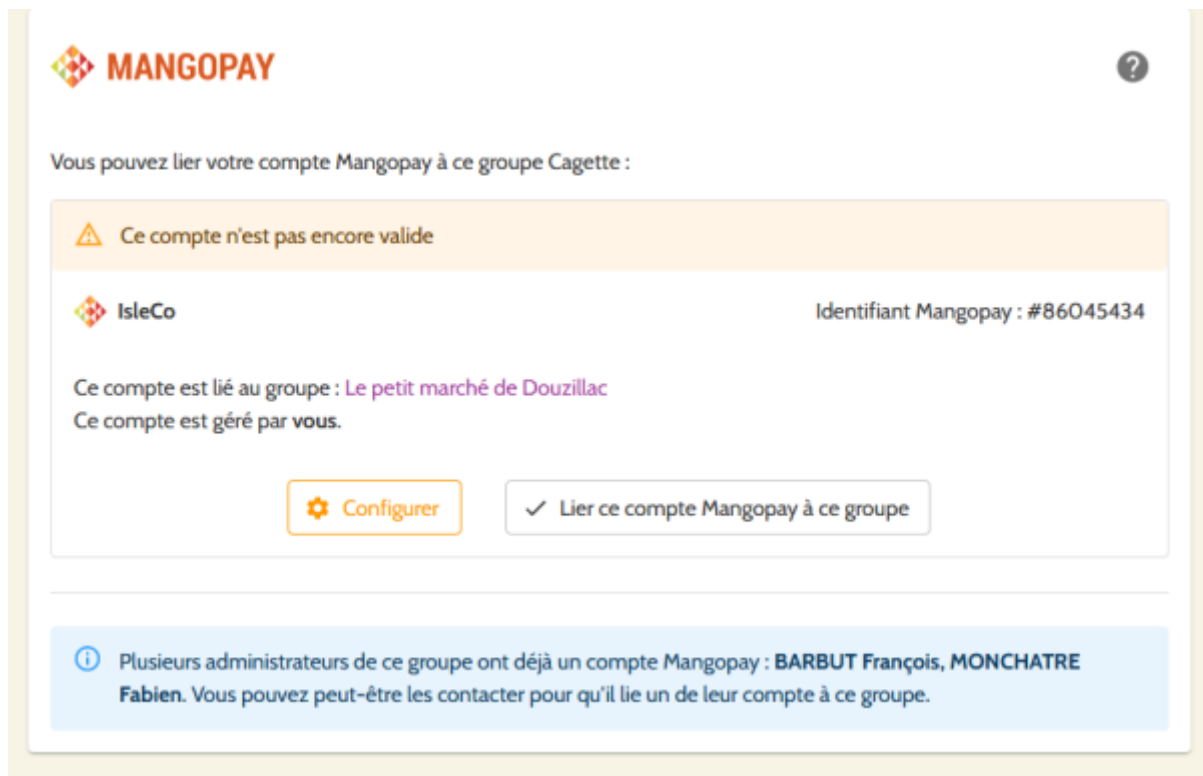 MANGOPAY
Vous pouvez lier votre compte Mangopay à ce groupe Cagette :
Ce compte n'est pas encore valide
IsleCo
Identifiant Mangopay : #86045434
Ce compte est lié au groupe : Le petit marché de Douzillac
Ce compte est géré par vous.
Configurer
Lier ce compte Mangopay à ce groupe
Plusieurs administrateurs de ce groupe ont déjà un compte Mangopay : BARBUT François, MONCHATRE
Fabien. Vous pouvez peut-être les contacter pour qu'il lie un de leur compte à ce groupe.